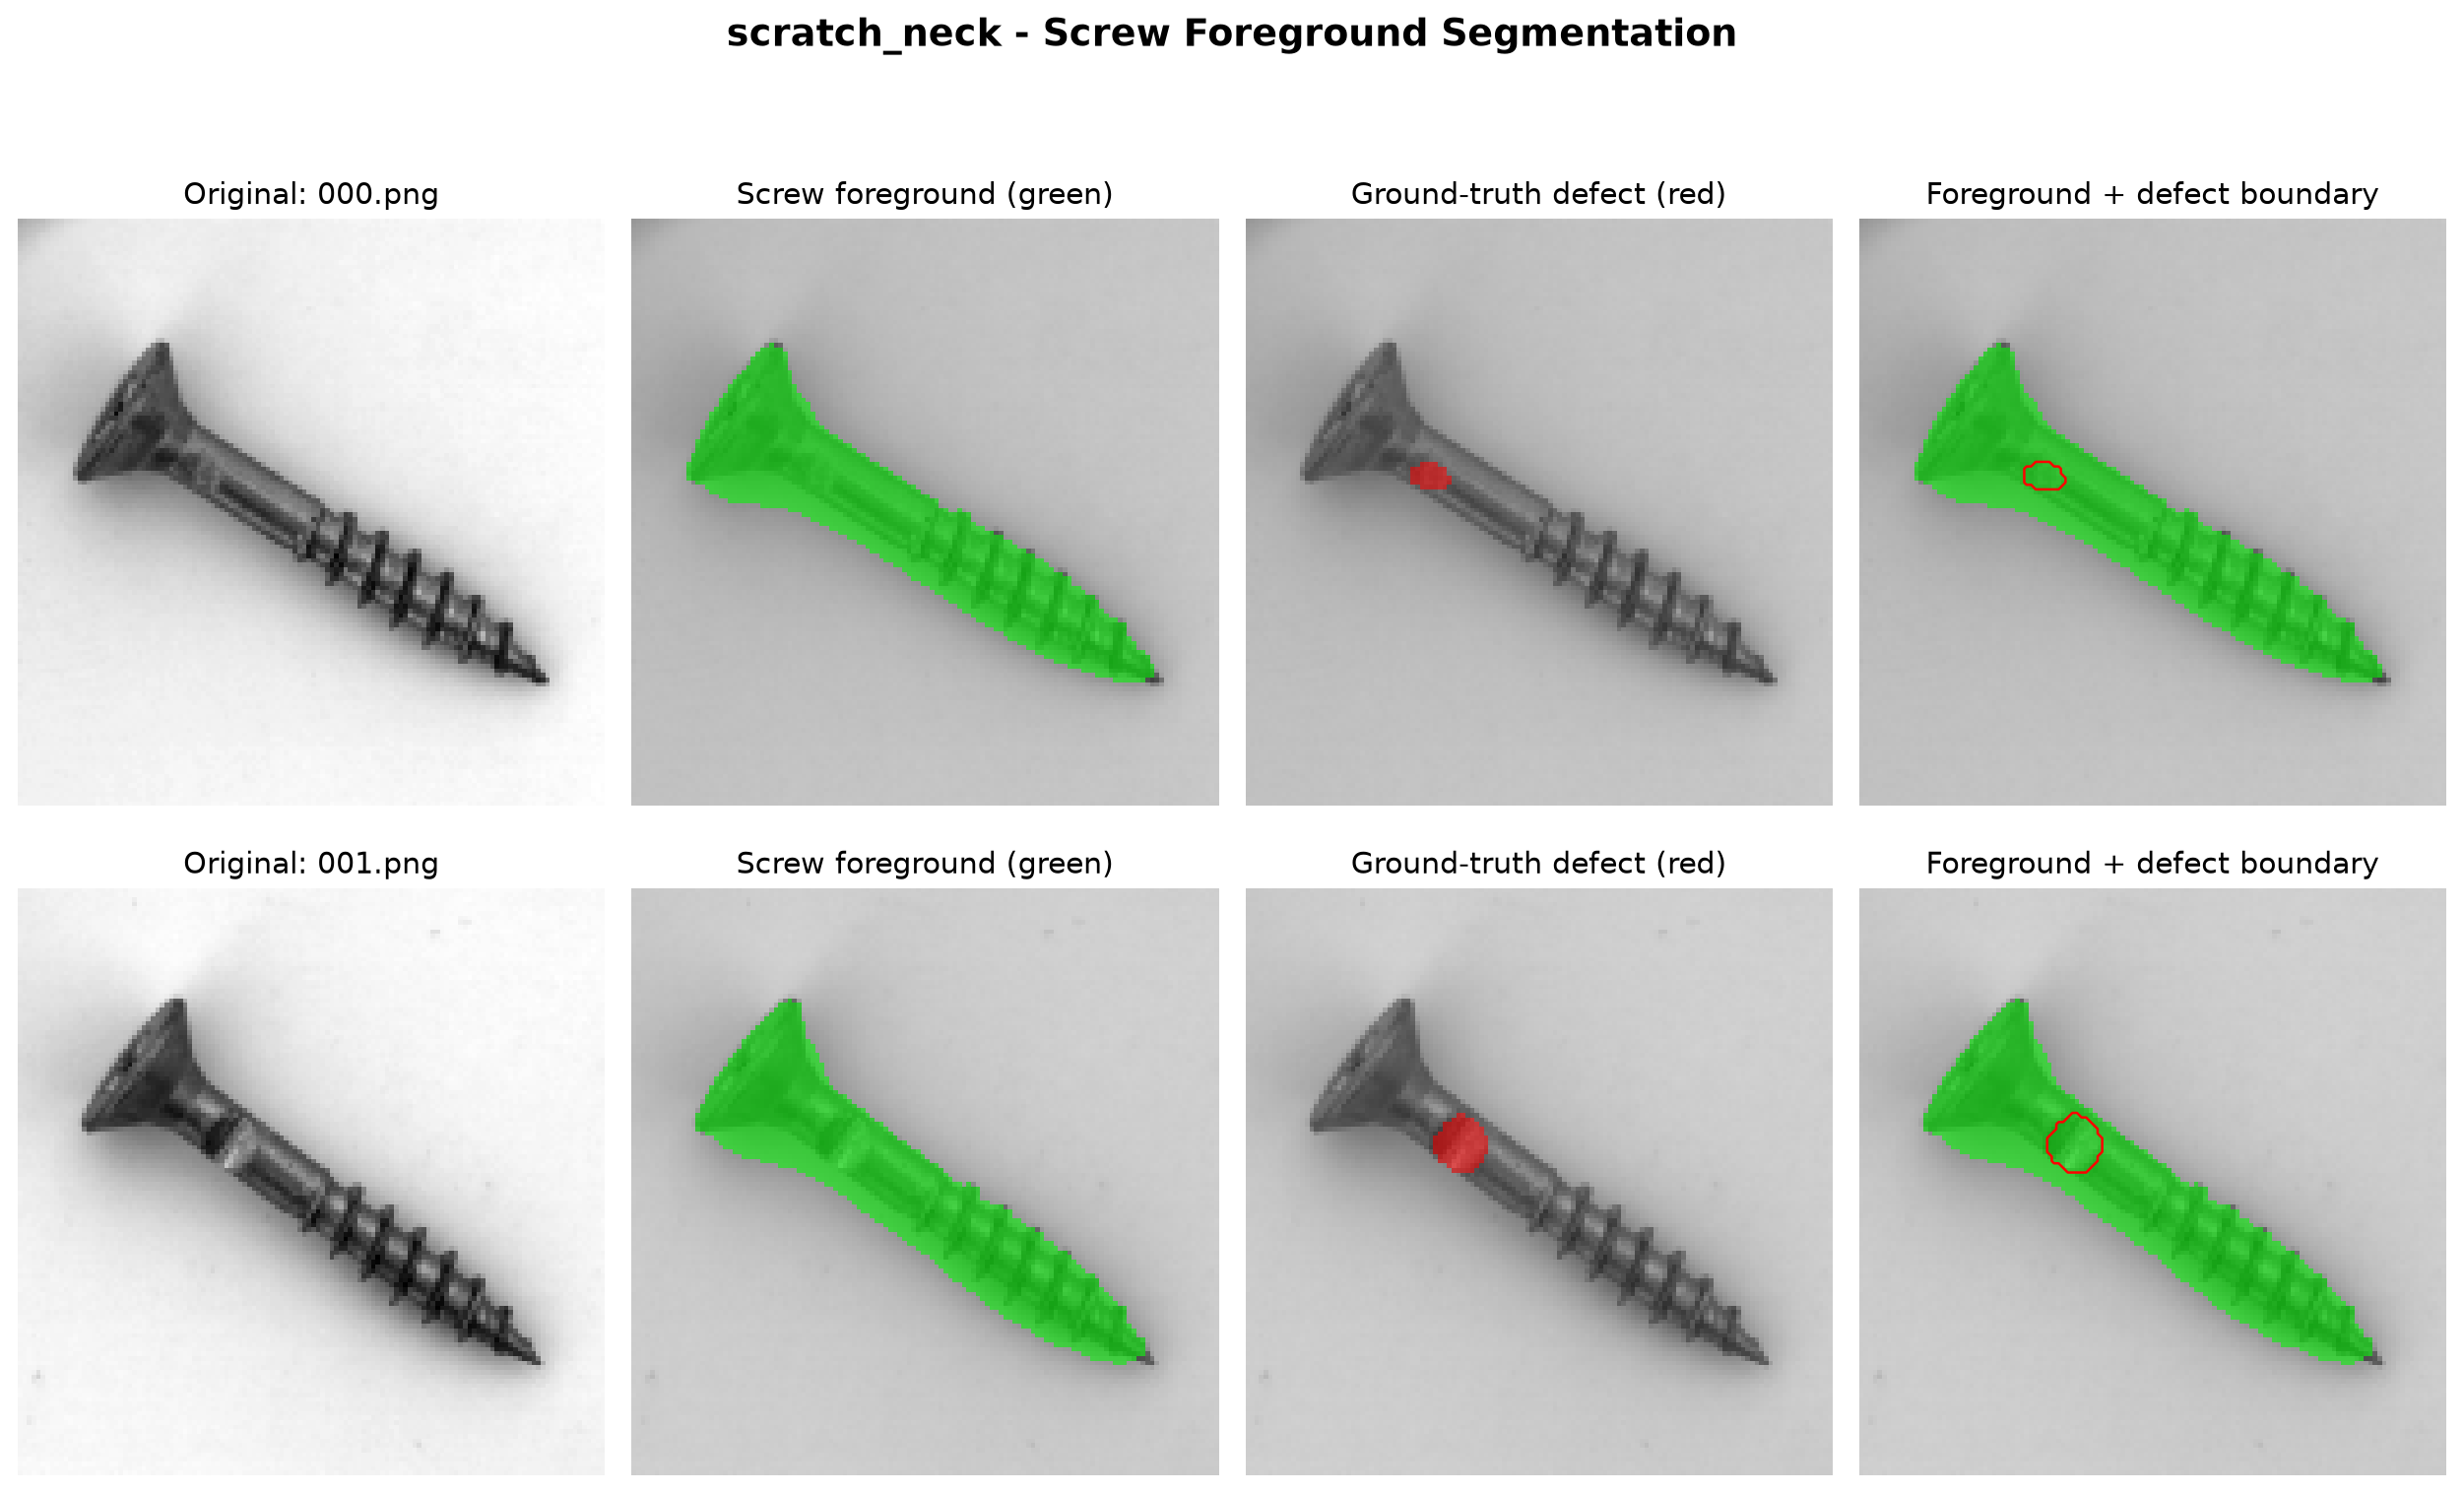 scratch_neck - Screw Foreground Segmentation
Original: 000.png
Screw foreground (green)
Ground-truth defect (red)
Foreground + defect boundary
Original: 001.png
Screw foreground (green)
Ground-truth defect (red)
Foreground + defect boundary